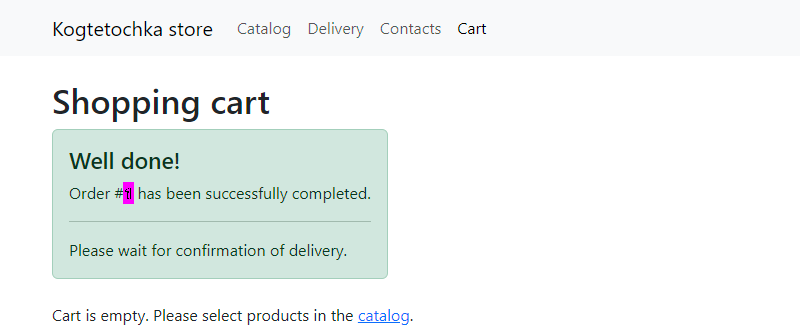 Kogtetochka store Catalog Delivery Contacts Cart
Shopping cart
Well done!
Order # has been successfully completed.
Please wait for confirmation of delivery.
Cart is empty. Please select products in the catalog.